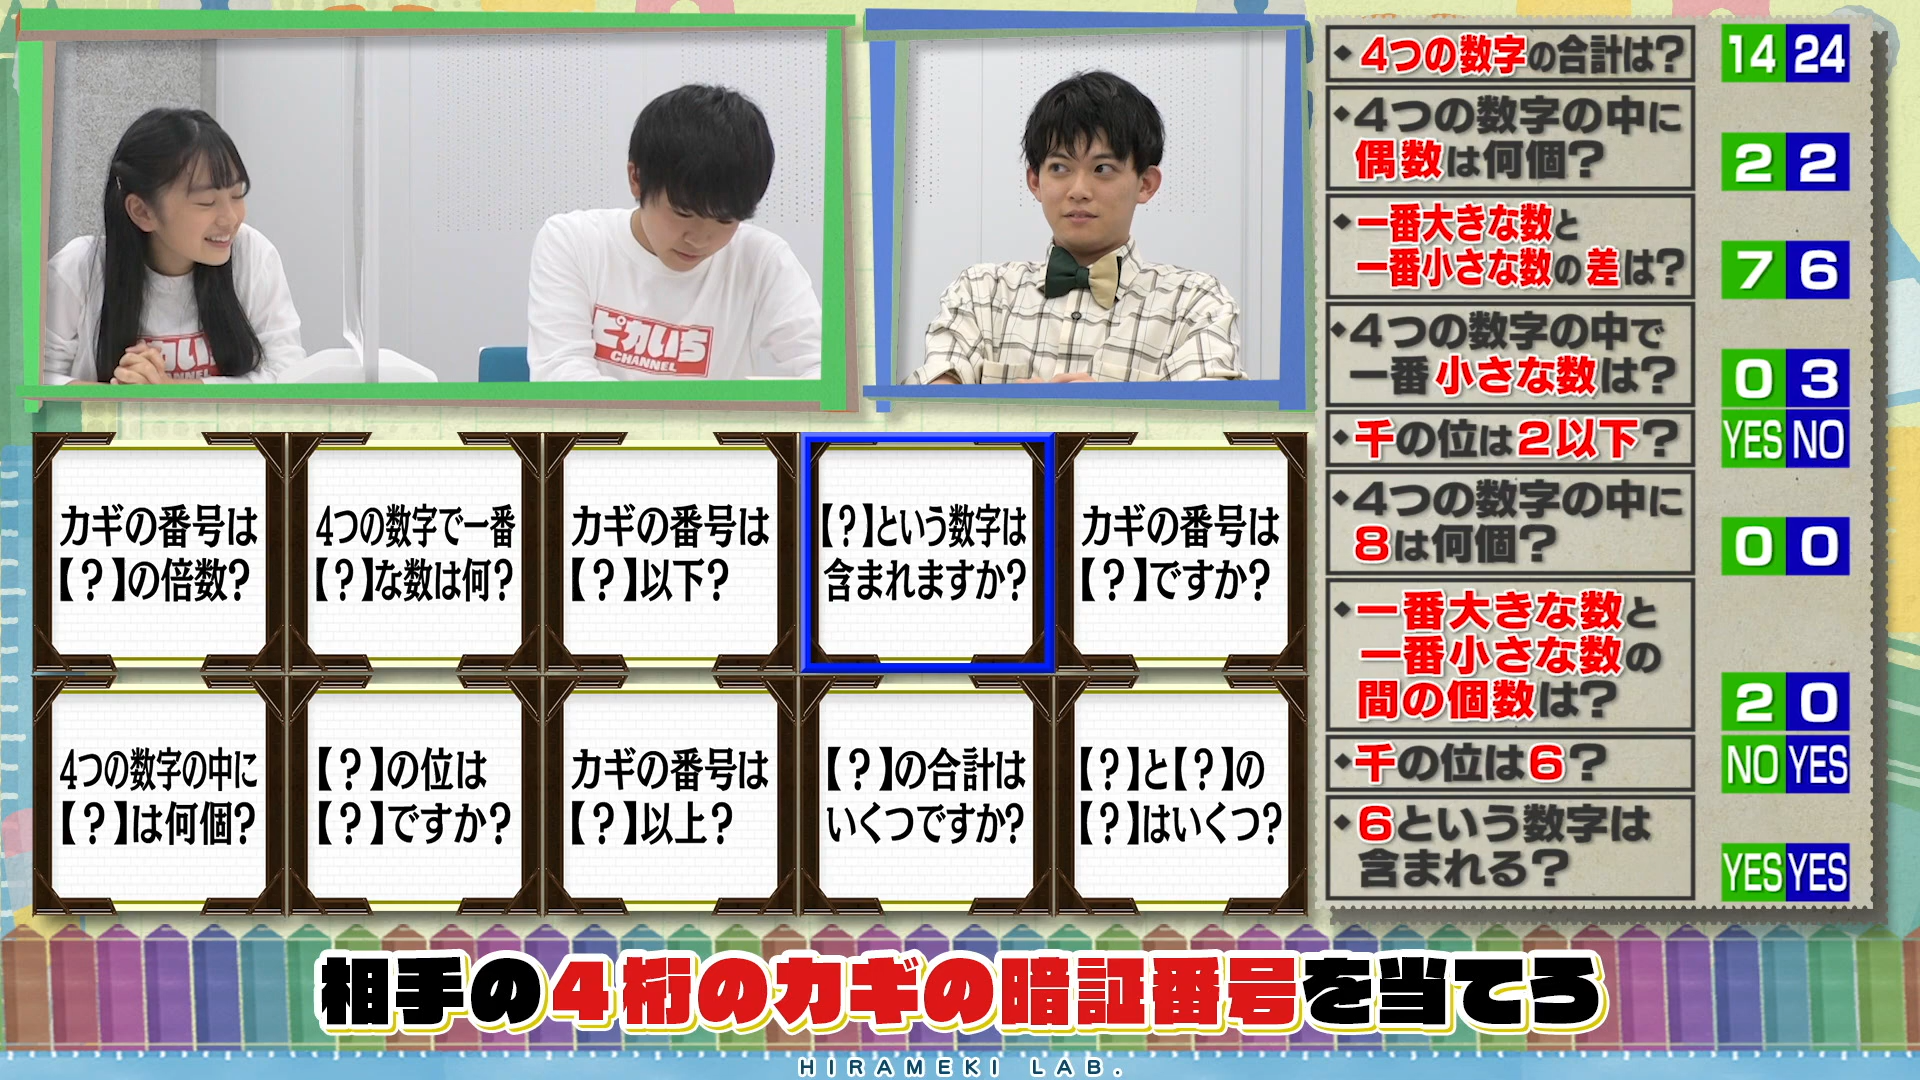 ピカいち
CHANNEL
カギの番号は
【？】の倍数?
4つの数字で一番
【？】な数は何?
カギの番号は
【？】以下?
【？】という数字は
含まれますか?
カギの番号は
【？】ですか?
4つの数字の中に
【？】は何個?
【？】の位は
【？】ですか?
カギの番号は
【？】以上?
【？】の合計は
いくつですか?
【？】と【？】の
【？】はいくつ?
◆4つの数字の合計は? 14 24
◆4つの数字の中に
偶数は何個? 2 2
◆一番大きな数と
一番小さな数の差は? 7 6
◆4つの数字の中で
一番小さな数は? 0 3
◆千の位は2以下? YES NO
◆4つの数字の中に
8は何個? 0 0
◆一番大きな数と
一番小さな数の
間の個数は? 2 0
◆千の位は6? NO YES
◆6という数字は
含まれる? YES YES
相手の4桁のカギの暗証番号を当てろ
HIRAMEKI LAB.